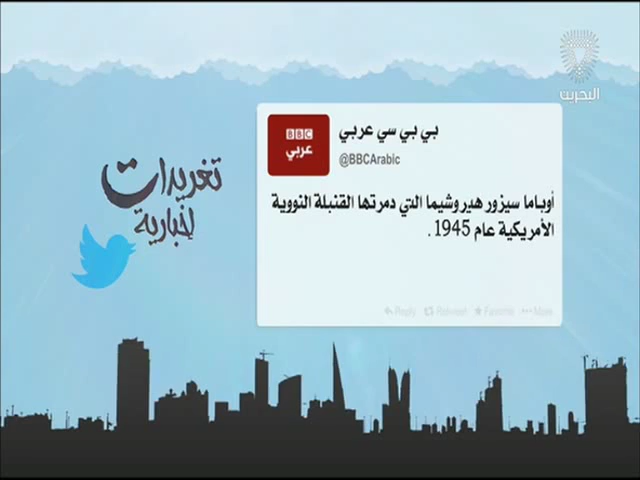 البحرين
BBC
عربي
بي بي سي عربي
@BBCArabic
أوباما سيزور هيروشيما التي دمرتها القنبلة النووية
الأمريكية عام 1945 .
Reply Retweet Favorite More
تغريدات
إخبارية